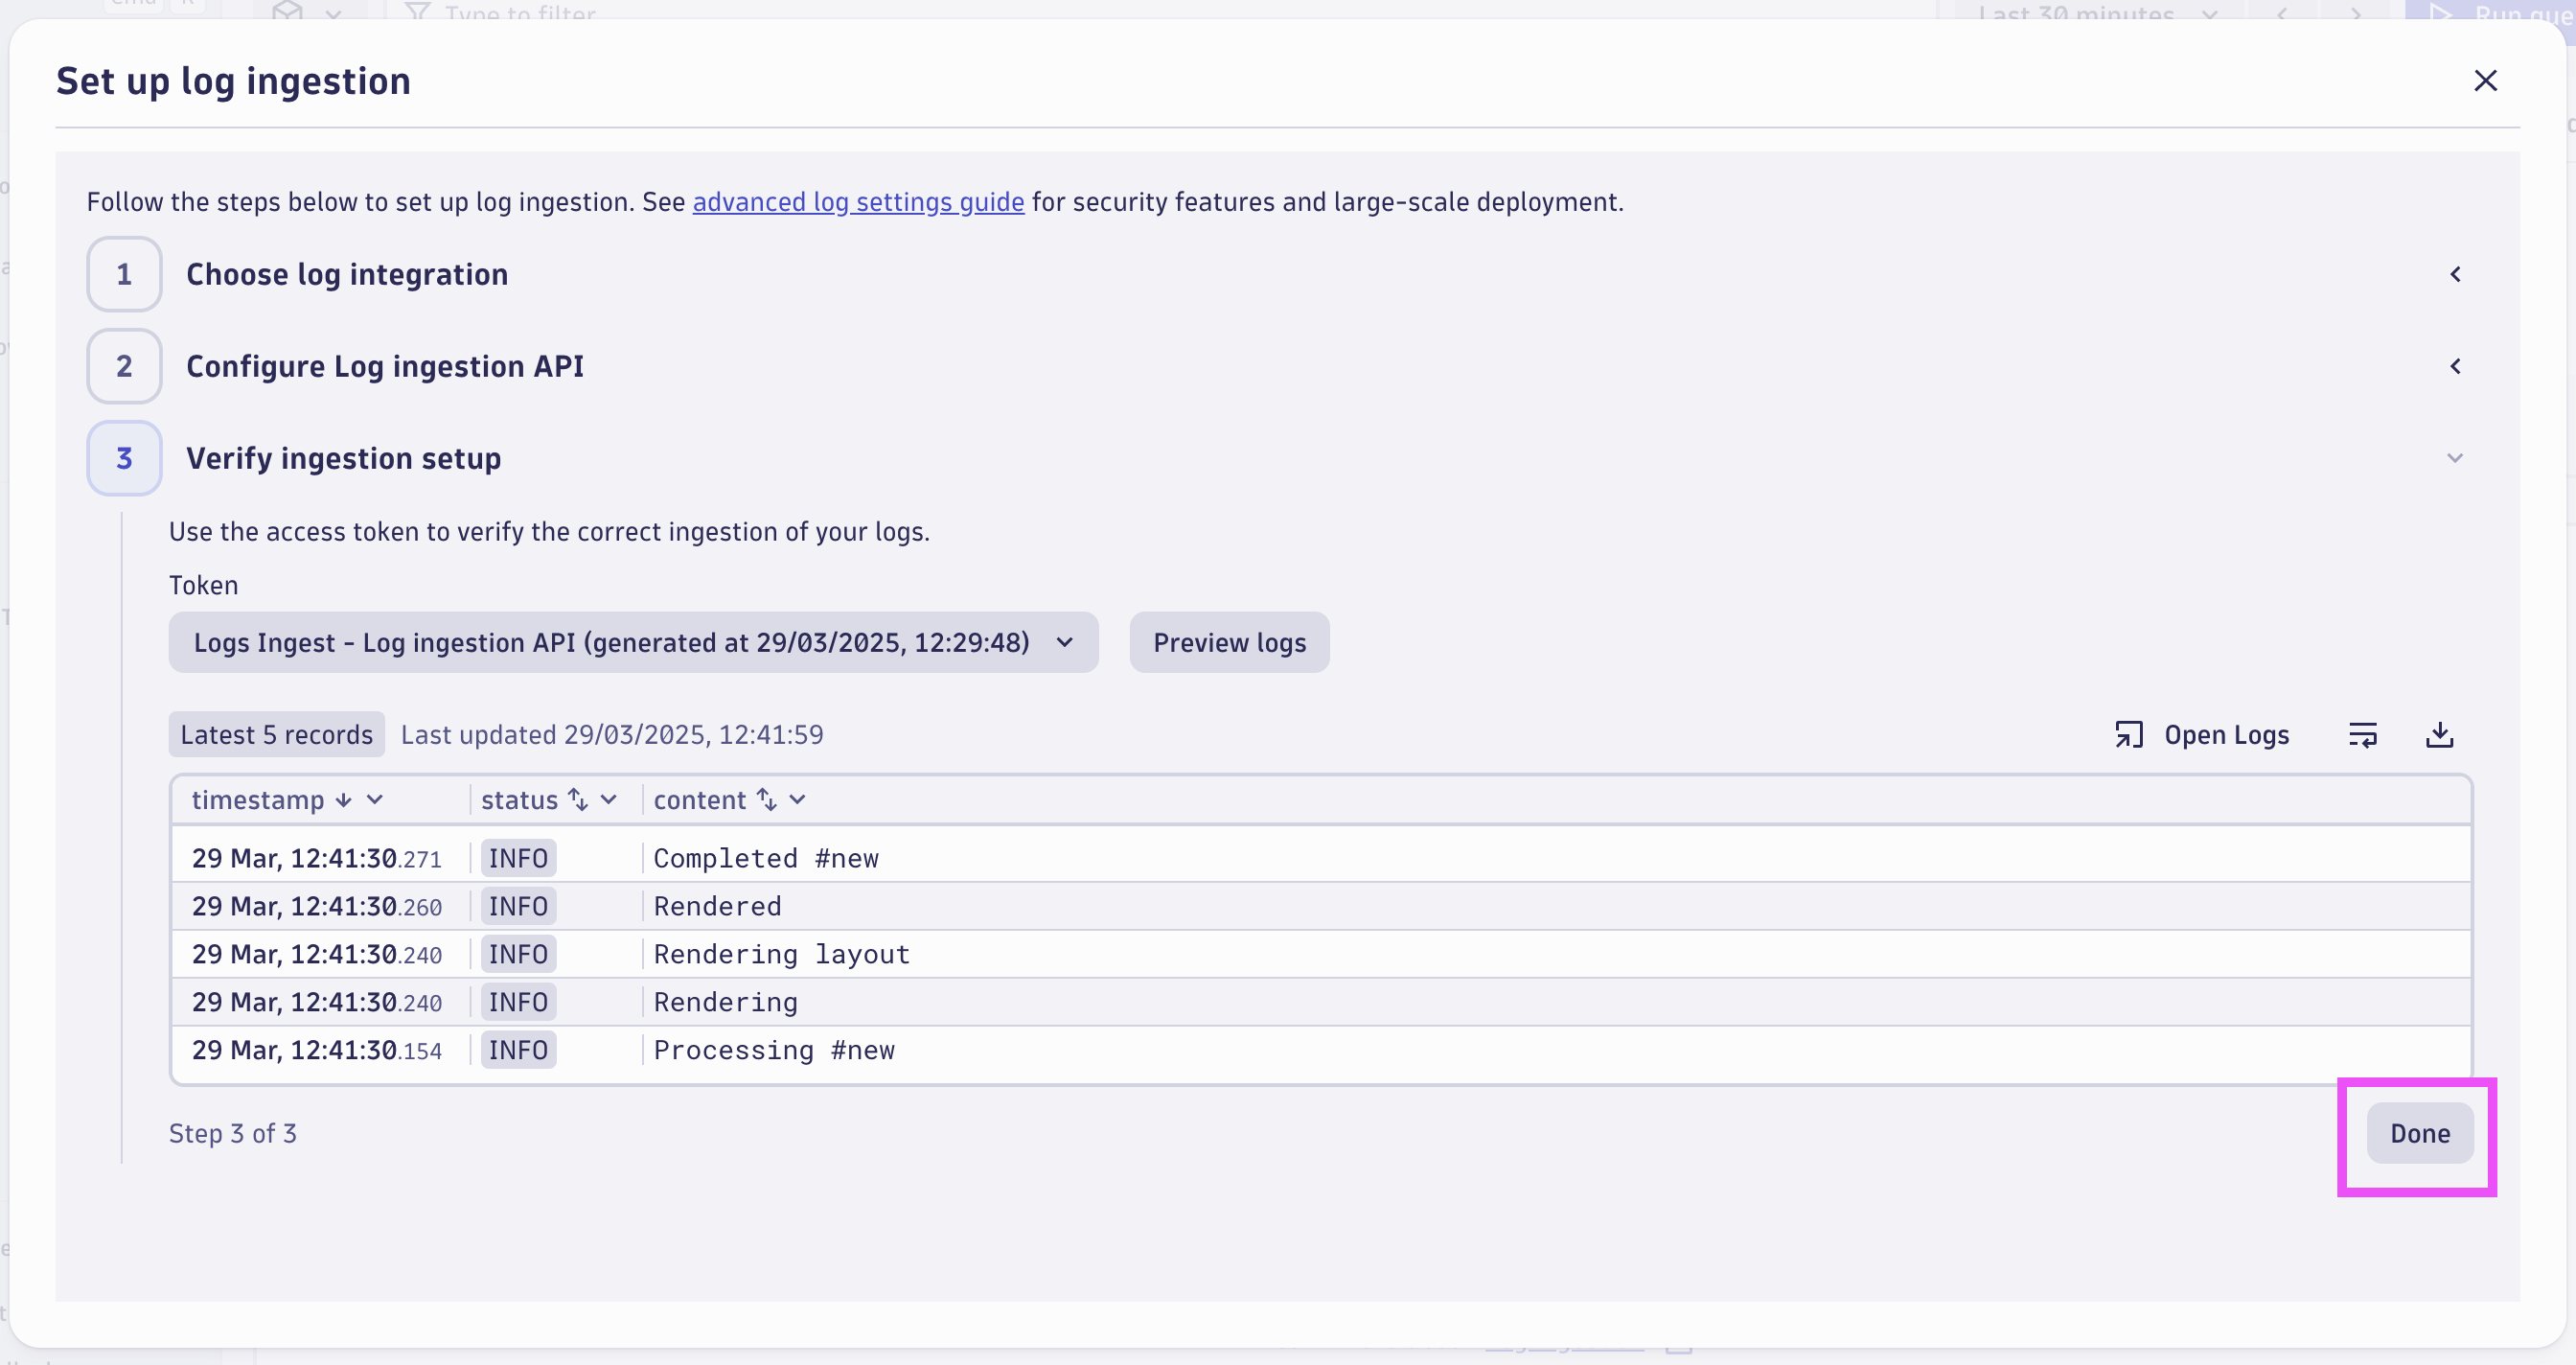 Type to filter
Last 30 minutes
Set up log ingestion
Follow the steps below to set up log ingestion. See advanced log settings guide for security features and large-scale deployment.
1 Choose log integration
2 Configure Log ingestion API
3 Verify ingestion setup
Use the access token to verify the correct ingestion of your logs.
Token
Logs Ingest - Log ingestion API (generated at 29/03/2025, 12:29:48) Preview logs
Latest 5 records Last updated 29/03/2025, 12:41:59 Open Logs
timestamp status content
29 Mar, 12:41:30.271 INFO Completed #new
29 Mar, 12:41:30.260 INFO Rendered
29 Mar, 12:41:30.240 INFO Rendering layout
29 Mar, 12:41:30.240 INFO Rendering
29 Mar, 12:41:30.154 INFO Processing #new
Step 3 of 3 Done